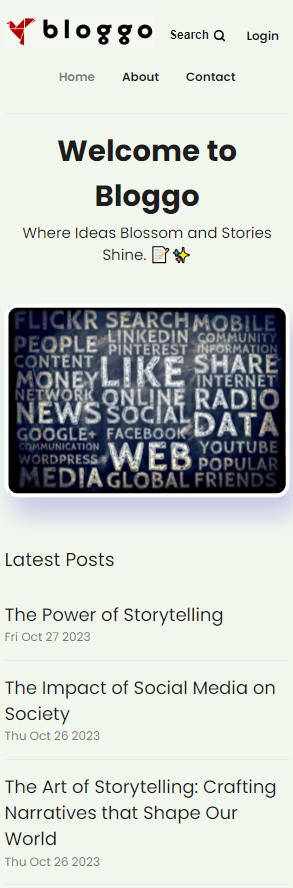 bloggo Search Login
Home About Contact
Welcome to
Bloggo
Where Ideas Blossom and Stories
Shine. 📝✨
FLICKR SEARCH MOBILE
PEOPLE LINKEDIN COMMUNITY
PINTEREST INFORMATION
CONTENT LIKE SHARE
MONEY INTERNET
NETWORK ONLINE RADIO
NEWS SOCIAL DATA
GOOGLE+ FACEBOOK
COMMUNICATION WEB YOUTUBE
WORDPRESS POPULAR
MEDIA GLOBAL FRIENDS
Latest Posts
The Power of Storytelling
Fri Oct 27 2023
The Impact of Social Media on
Society
Thu Oct 26 2023
The Art of Storytelling: Crafting
Narratives that Shape Our
World
Thu Oct 26 2023